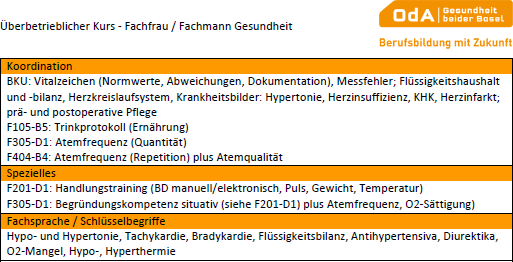 OdA Gesundheit
beider Basel
Überbetrieblicher Kurs - Fachfrau / Fachmann Gesundheit
Berufsbildung mit Zukunft
Koordination
BKU: Vitalzeichen (Normwerte, Abweichungen, Dokumentation), Messfehler; Flüssigkeitshaushalt
und -bilanz, Herzkreislaufsystem, Krankheitsbilder: Hypertonie, Herzinsuffizienz, KHK, Herzinfarkt;
prä- und postoperative Pflege
F105-B5: Trinkprotokoll (Ernährung)
F305-D1: Atemfrequenz (Quantität)
F404-B4: Atemfrequenz (Repetition) plus Atemqualität
Spezielles
F201-D1: Handlungstraining (BD manuell/elektronisch, Puls, Gewicht, Temperatur)
F305-D1: Begründungskompetenz situativ (siehe F201-D1) plus Atemfrequenz, O2-Sättigung)
Fachsprache / Schlüsselbegriffe
Hypo- und Hypertonie, Tachykardie, Bradykardie, Flüssigkeitsbilanz, Antihypertensiva, Diuretika,
O2-Mangel, Hypo-, Hyperthermie